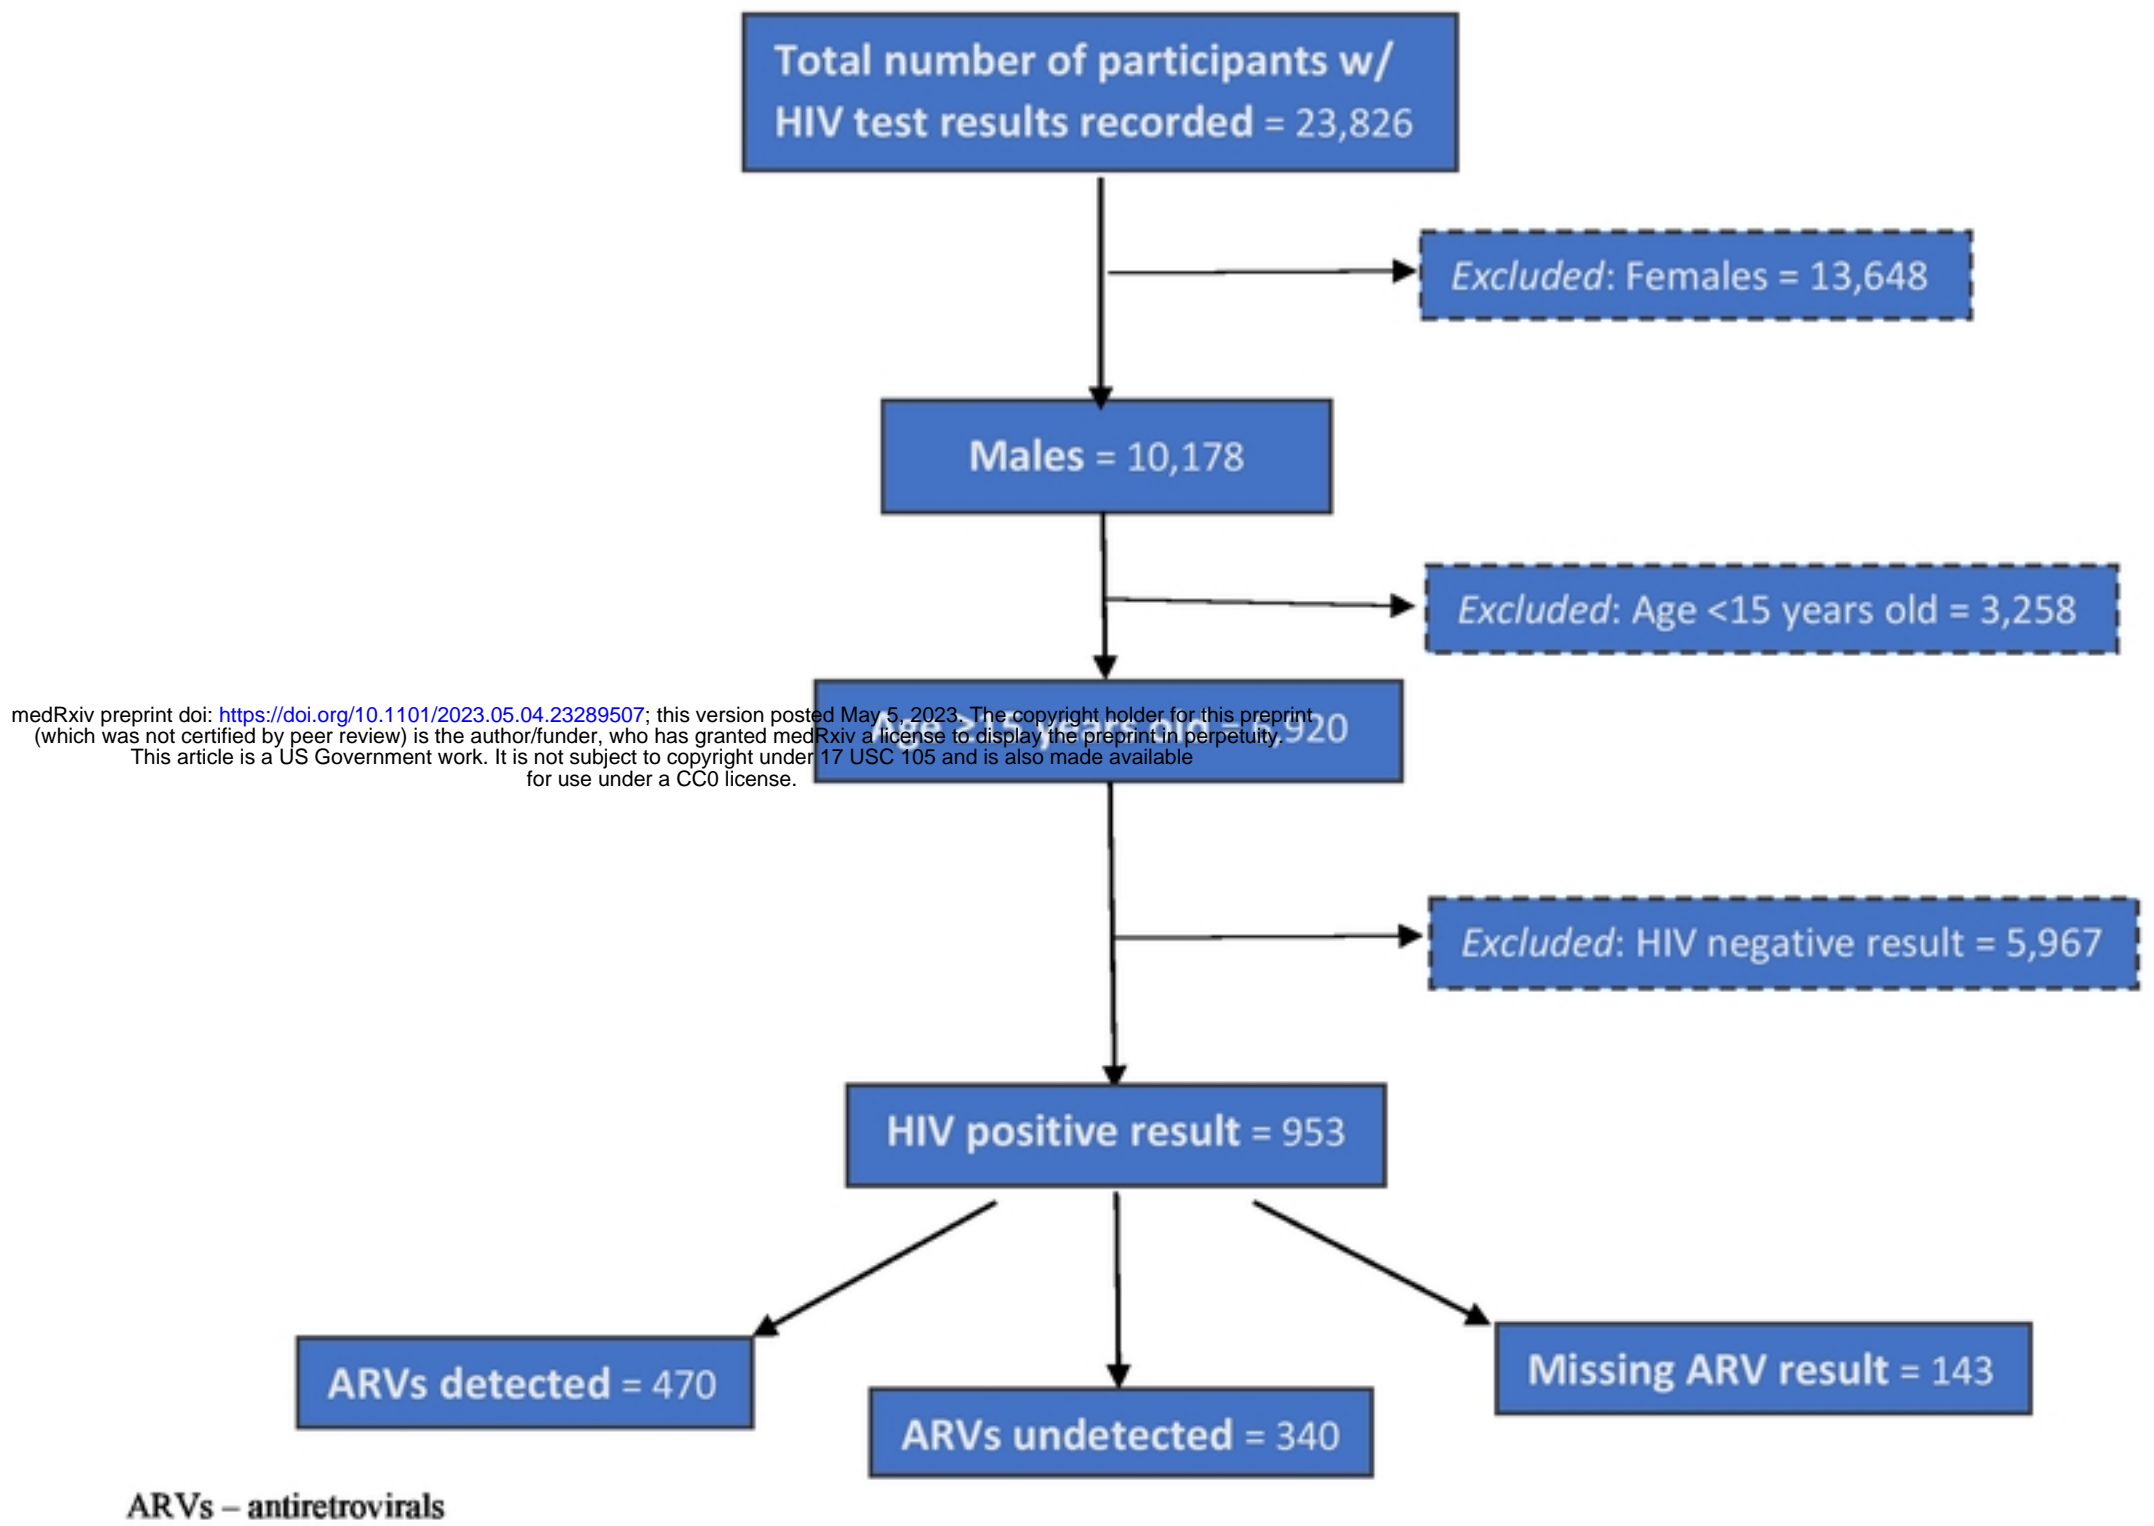 Total number of participants w/
HIV test results recorded = 23,826
Excluded: Females = 13,648
Males = 10,178
Excluded: Age <15 years old = 3,258
medRxiv preprint doi: https://doi.org/10.1101/2023.05.04.23289507; this version posted May 5, 2023. The copyright holder for this preprint
(which was not certified by peer review) is the author/funder, who has granted medRxiv a license to display the preprint in perpetuity.
This article is a US Government work. It is not subject to copyright under 17 USC 105 and is also made available
for use under a CC0 license.
Age ≥15 years old = 6,920
Excluded: HIV negative result = 5,967
HIV positive result = 953
ARVs detected = 470
ARVs undetected = 340
Missing ARV result = 143
ARVs – antiretrovirals